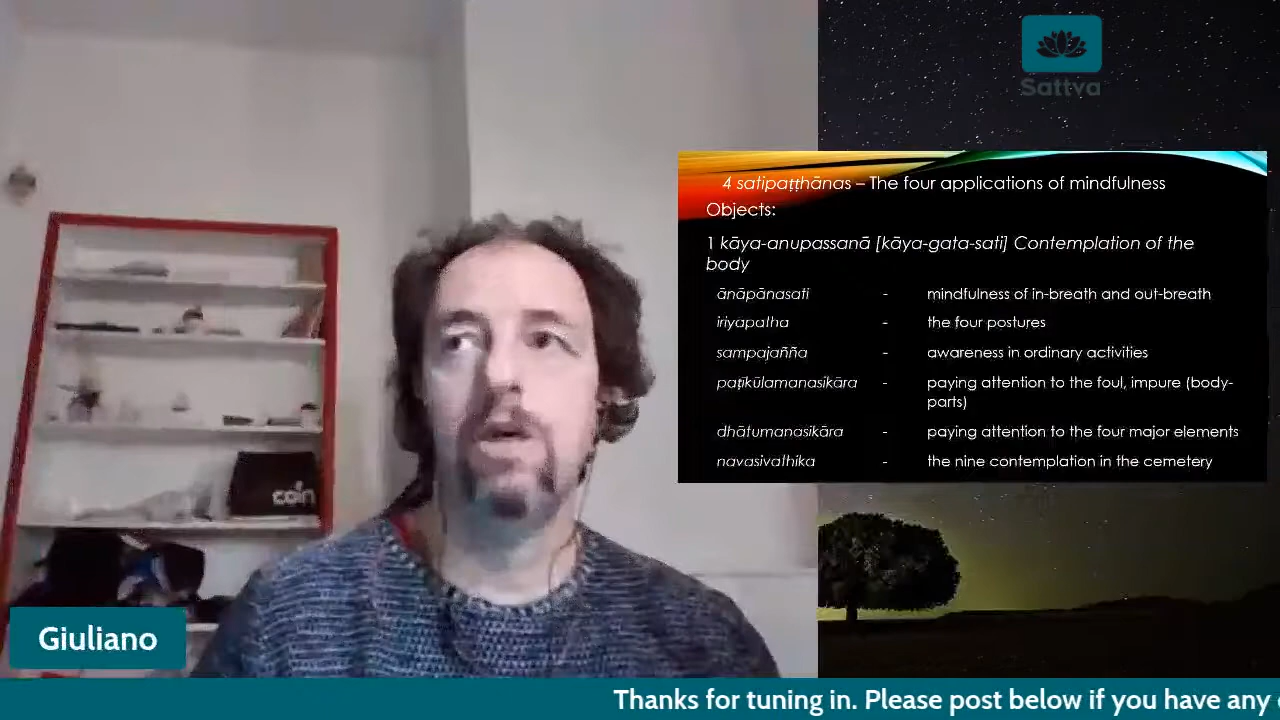 Sattva
4 satipaṭṭhānas – The four applications of mindfulness
Objects:
1 kāya-anupassanā [kāya-gata-sati] Contemplation of the
body
ānāpānasati - mindfulness of in-breath and out-breath
iriyapatha - the four postures
sampajañña - awareness in ordinary activities
paṭikūlamanasikāra - paying attention to the foul, impure (body-
parts)
dhātumanasikāra - paying attention to the four major elements
navasivathika - the nine contemplation in the cemetery
coin
Giuliano
Thanks for tuning in. Please post below if you have any